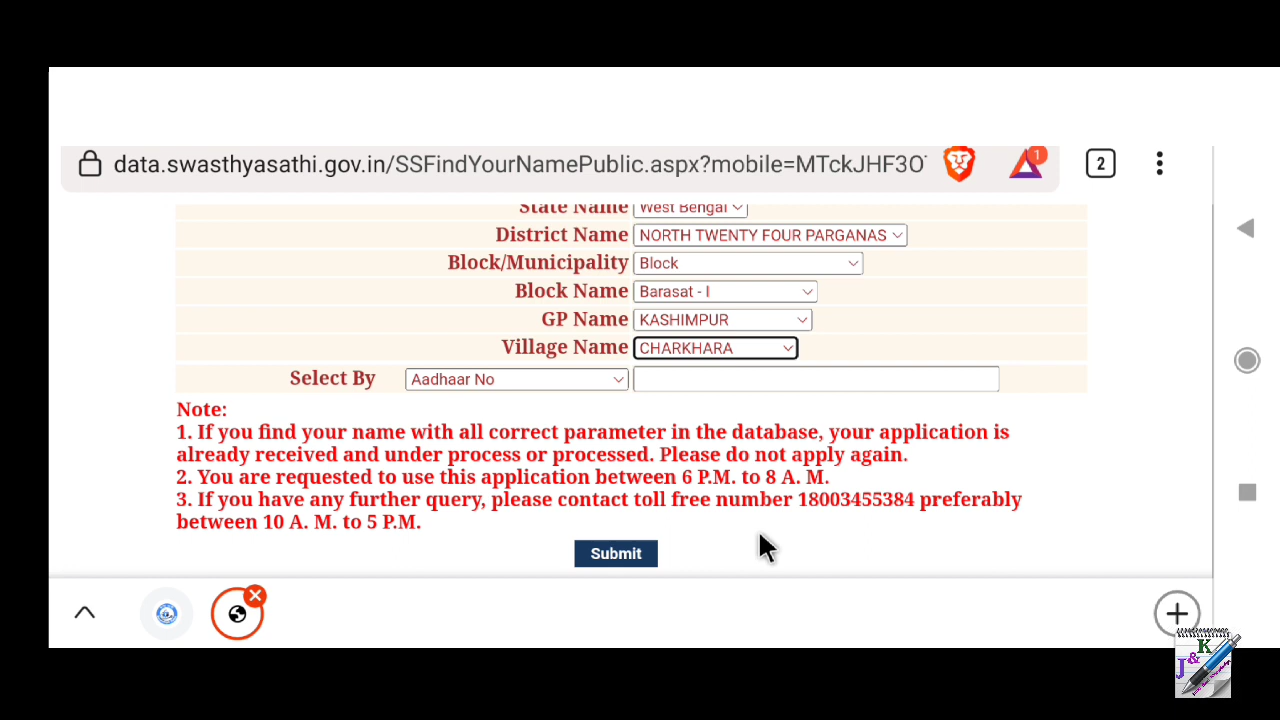 data.swasthyasathi.gov.in/SSFindYourNamePublic.aspx?mobile=MTckJHF3O
1
2
State Name West Bengal
District Name NORTH TWENTY FOUR PARGANAS
Block/Municipality Block
Block Name Barasat - I
GP Name KASHIMPUR
Village Name CHARKHARA
Select By Aadhaar No
Note:
1. If you find your name with all correct parameter in the database, your application is
already received and under process or processed. Please do not apply again.
2. You are requested to use this application between 6 P.M. to 8 A. M.
3. If you have any further query, please contact toll free number 18003455384 preferably
between 10 A. M. to 5 P.M.
Submit
J&K